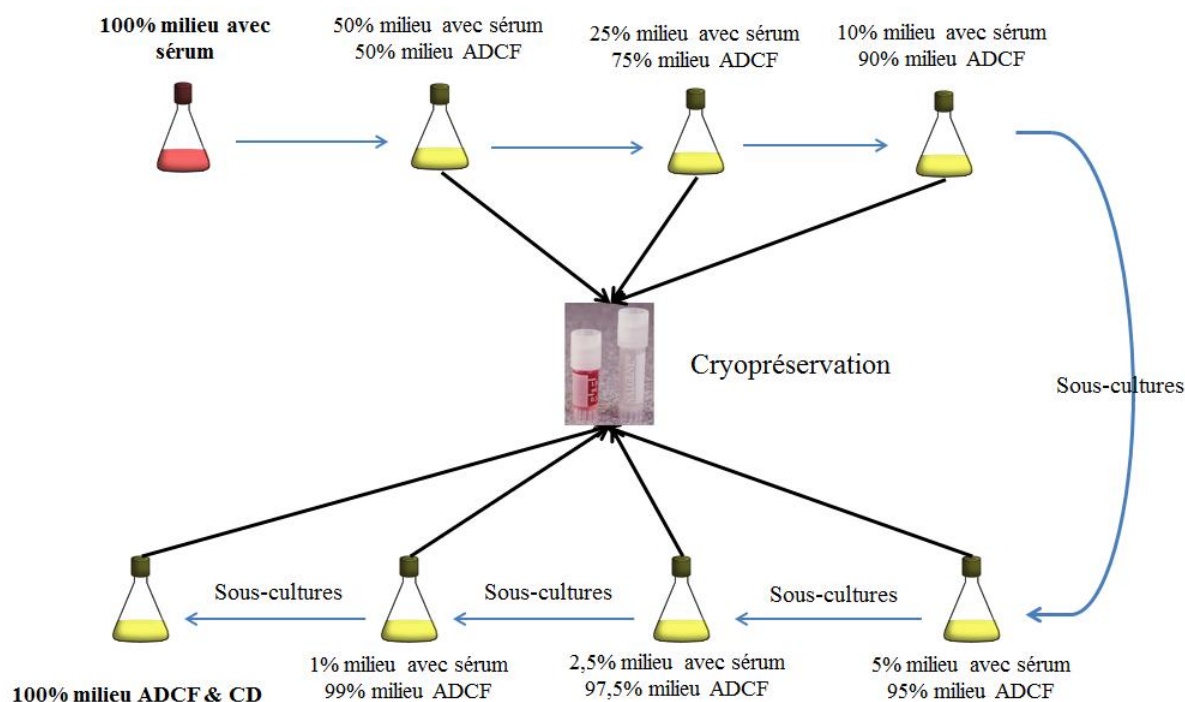 100% milieu avec
sérum
50% milieu avec sérum
50% milieu ADCF
25% milieu avec sérum
75% milieu ADCF
10% milieu avec sérum
90% milieu ADCF
Cryopréservation
Sous-cultures
Sous-cultures
Sous-cultures
Sous-cultures
100% milieu ADCF & CD
1% milieu avec sérum
99% milieu ADCF
2,5% milieu avec sérum
97,5% milieu ADCF
5% milieu avec sérum
95% milieu ADCF